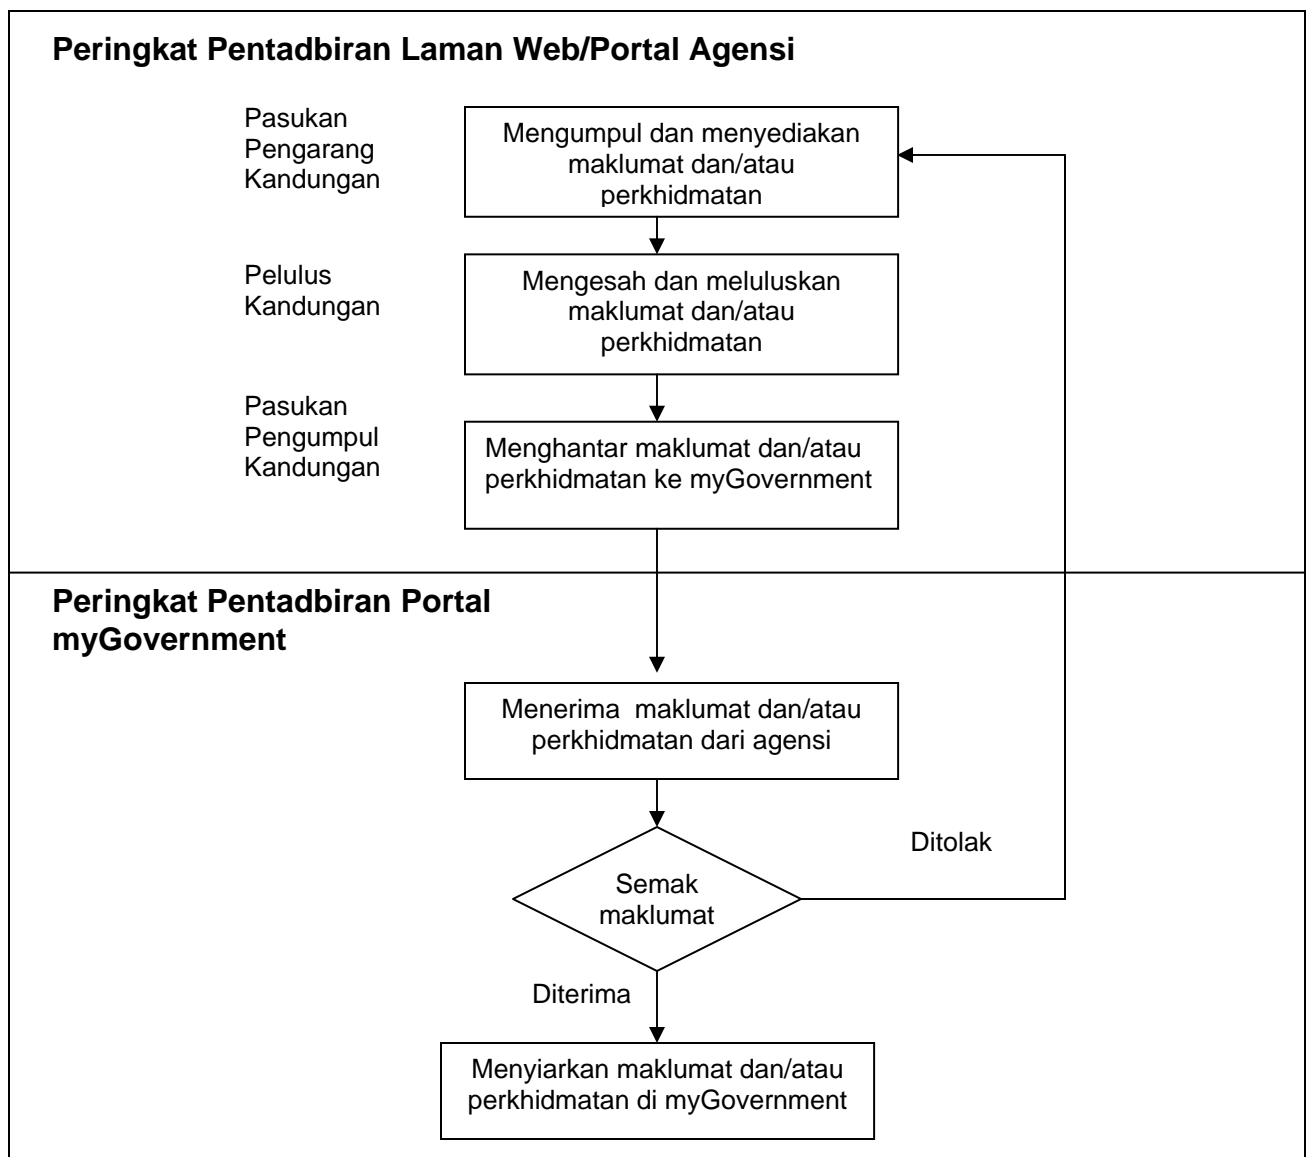 Peringkat Pentadbiran Laman Web/Portal Agensi
Pasukan
Pengarang
Kandungan
Mengumpul dan menyediakan
maklumat dan/atau
perkhidmatan
Pelulus
Kandungan
Mengesah dan meluluskan
maklumat dan/atau
perkhidmatan
Pasukan
Pengumpul
Kandungan
Menghantar maklumat dan/atau
perkhidmatan ke myGovernment
Peringkat Pentadbiran Portal
myGovernment
Menerima maklumat dan/atau
perkhidmatan dari agensi
Semak
maklumat
Ditolak
Diterima
Menyiarkan maklumat dan/atau
perkhidmatan di myGovernment